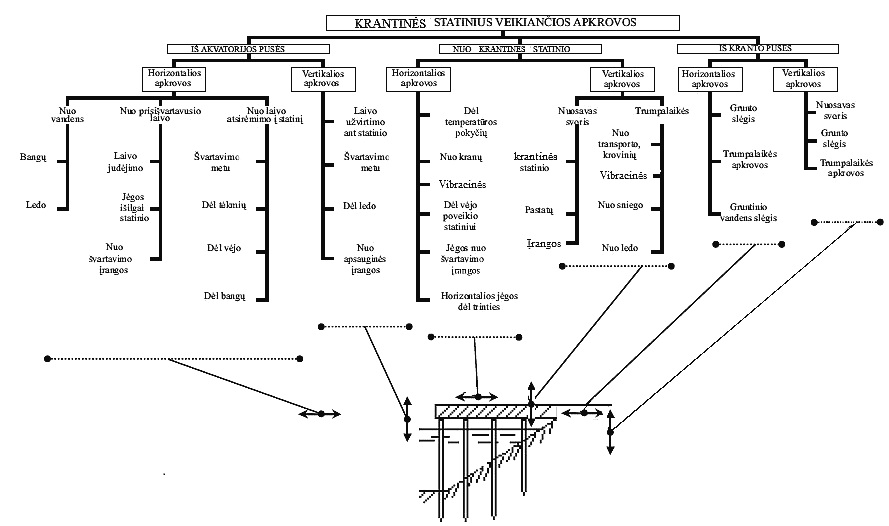 KRANTINĖS STATINIUS VEIKIANČIOS APKROVOS
IŠ AKVATORIJOS PUSĖS
NUO KRANTINĖS STATINIO
IŠ KRANTO PUSĖS
Horizontalios
apkrovos
Vertikalios
apkrovos
Horizontalios
apkrovos
Vertikalios
apkrovos
Horizontalios
apkrovos
Vertikalios
apkrovos
Nuo
vandens
Bangų
Ledo
Nuo prisišvartavusio
laivo
Laivo
judėjimo
Jėgos
išilgai
statinio
Nuo
švartavimo
įrangos
Nuo laivo
atsirėmimo į statinį
Švartavimo
metu
Dėl tėkmių
Dėl vėjo
Dėl bangų
Laivo
užvirtimo
ant statinio
Švartavimo
metu
Dėl ledo
Nuo
apsauginės
įrangos
Dėl
temperatūros
pokyčių
Nuo kranų
Vibracinės
Dėl vėjo
poveikio
statiniui
Jėgos nuo
švartavimo
įrangos
Horizontalios jėgos
dėl trinties
Nuosavas
svoris
krantinės
statinio
Pastatų
Įrangos
Trumpalaikės
Nuo
transporto,
krovinių
Vibracinės
Nuo sniego
Nuo ledo
Grunto
slėgis
Trumpalaikės
apkrovos
Gruntinio
vandens slėgis
Nuosavas
svoris
Grunto
slėgis
Trumpalaikės
apkrovos